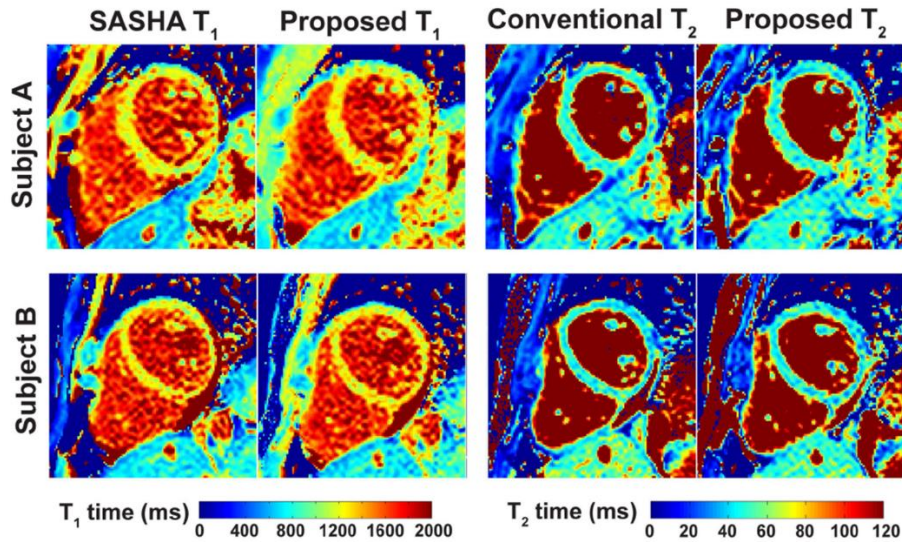 SASHA T1 Proposed T1 Conventional T2 Proposed T2
Subject A
Subject B
T1 time (ms) 0 400 800 1200 1600 2000
T2 time (ms) 0 20 40 60 80 100 120